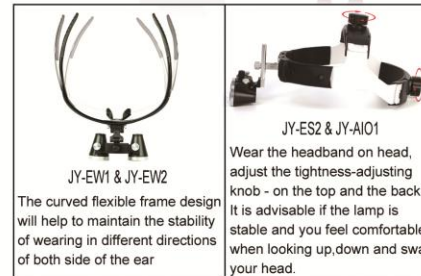 JY-EW1 & JY-EW2
The curved flexible frame design
will help to maintain the stability
of wearing in different directions
of both side of the ear
JY-ES2 & JY-AIO1
Wear the headband on head,
adjust the tightness-adjusting
knob - on the top and the back
It is advisable if the lamp is
stable and you feel comfortable
when looking up,down and
your head.